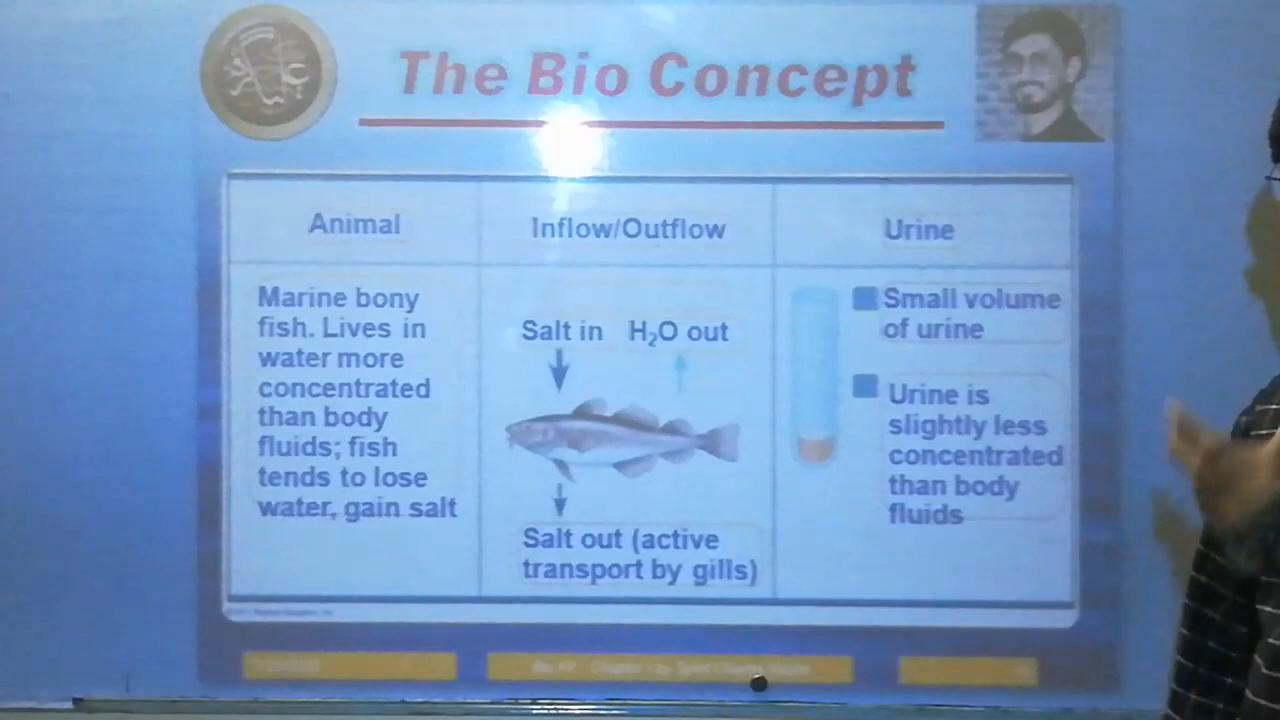 The Bio Concept
Animal
Inflow/Outflow
Urine
Marine bony
fish. Lives in
water more
concentrated
than body
fluids; fish
tends to lose
water, gain salt
Salt in H₂O out
Salt out (active
transport by gills)
Small volume
of urine
Urine is
slightly less
concentrated
than body
fluids